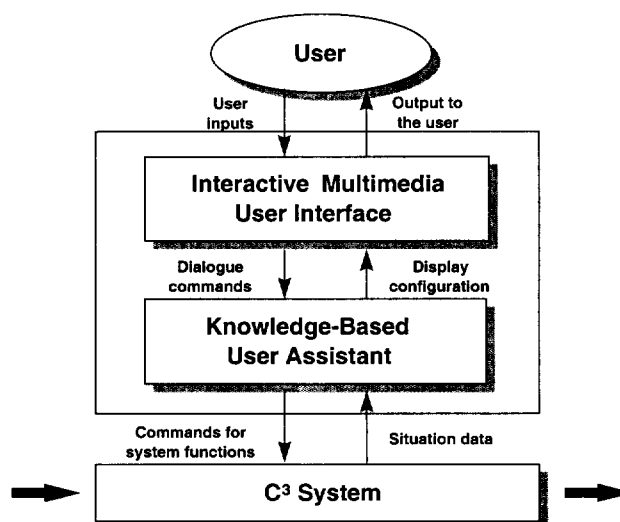 User
User
inputs
Output to
the user
Interactive Multimedia
User Interface
Dialogue
commands
Display
configuration
Knowledge-Based
User Assistant
Commands for
system functions
Situation data
C³ System